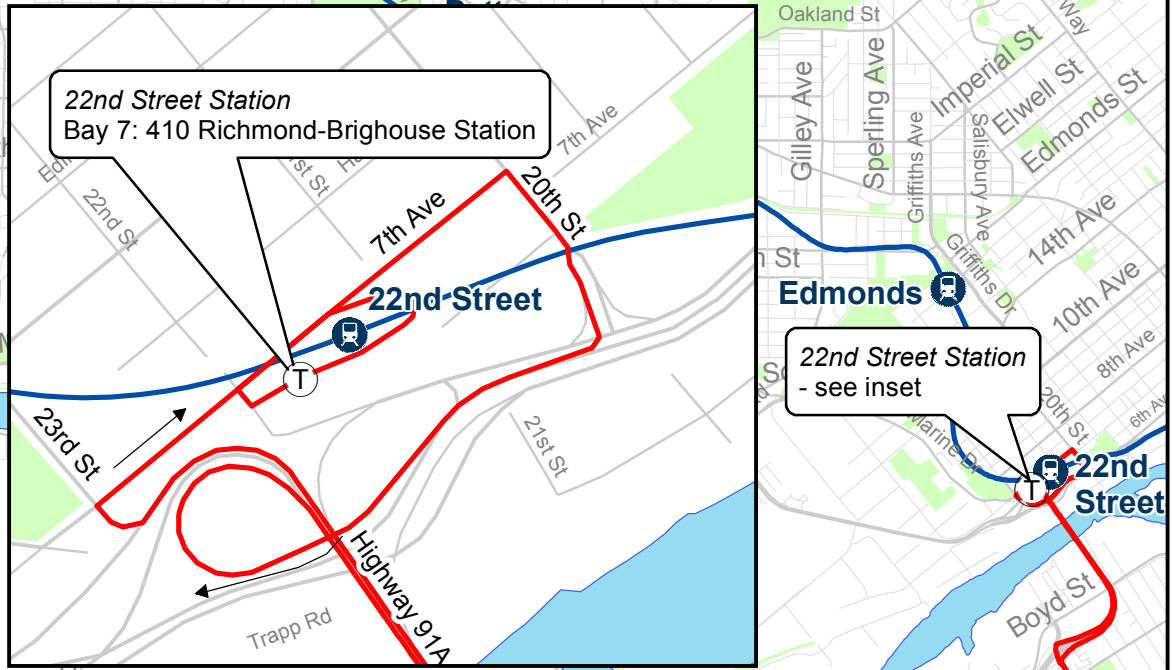 22nd Street Station
Bay 7: 410 Richmond-Brighouse Station
22nd St
7th Ave
20th St
7th Ave
22nd Street
T
23rd St
21st St
Highway 91A
Trapp Rd
Oakland St
Way
Imperial St
Elwell St
Edmonds St
Gilley Ave
Sperling Ave
Griffiths Ave
Salisbury Ave
14th Ave
Griffiths Dr
Edmonds
10th Ave
8th Ave
22nd Street Station
- see inset
20th St
6th Ave
Marine Dr
T
22nd
Street
Boyd St